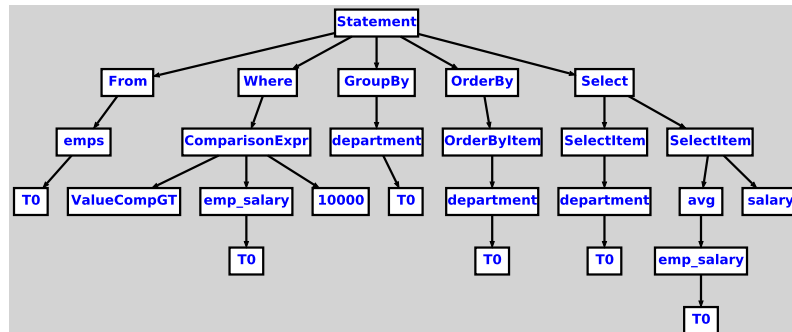 Statement
From Where GroupBy OrderBy Select
emps ComparisonExpr department OrderByItem SelectItem SelectItem
T0 ValueCompGT emp_salary 10000 T0 department department avg salary
T0 T0 T0 emp_salary
T0